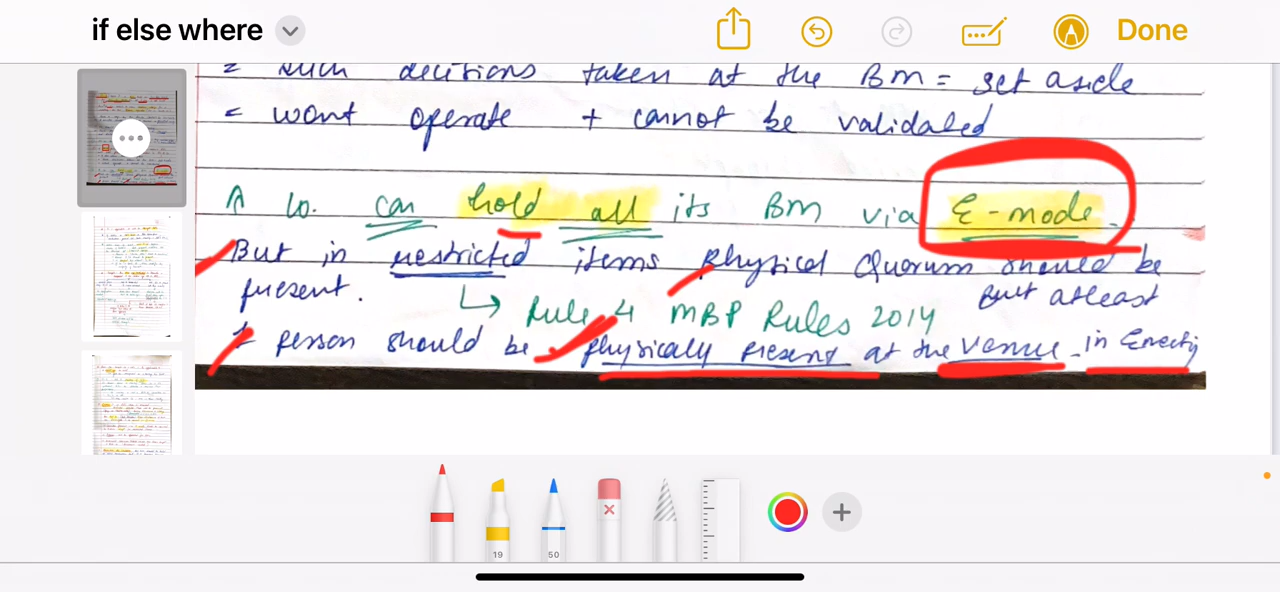 if else where
Done
= such decisions taken at the BM = set aside
= wont operate + cannot be validated
A Co. can hold all its BM via E-mode.
But in restricted items physical Quorum should be
present. But atleast
↳ Rule 4 MBP Rules 2014
1 person should be physically present at the venue in
19
50